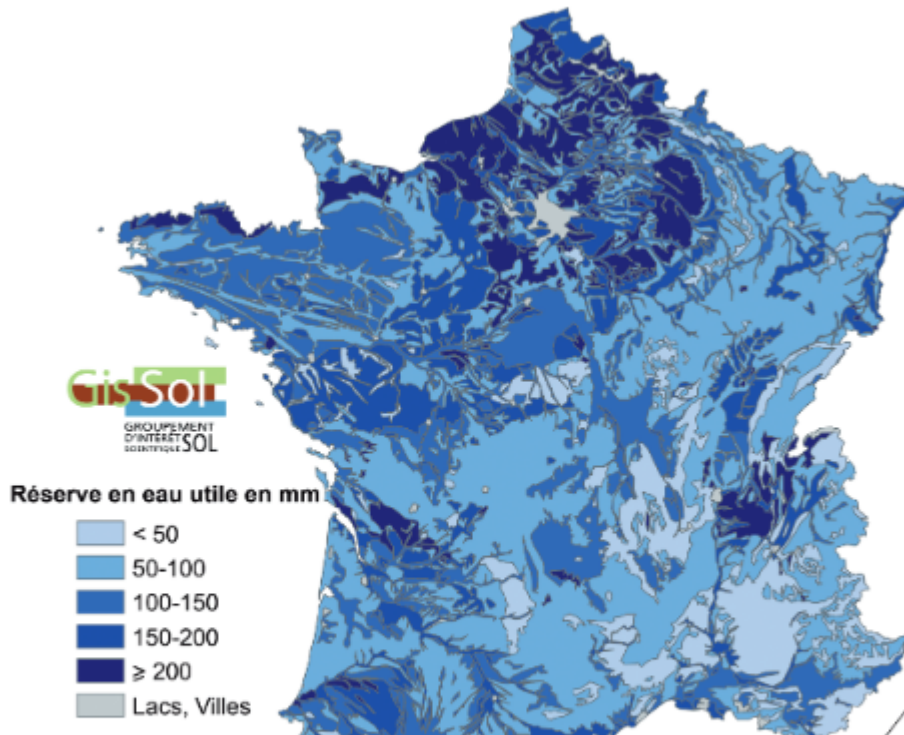 GisSol
GROUPEMENT
D'INTÉRÊT
SCIENTIFIQUE SOL
Réserve en eau utile en mm
< 50
50-100
100-150
150-200
≥ 200
Lacs, Villes